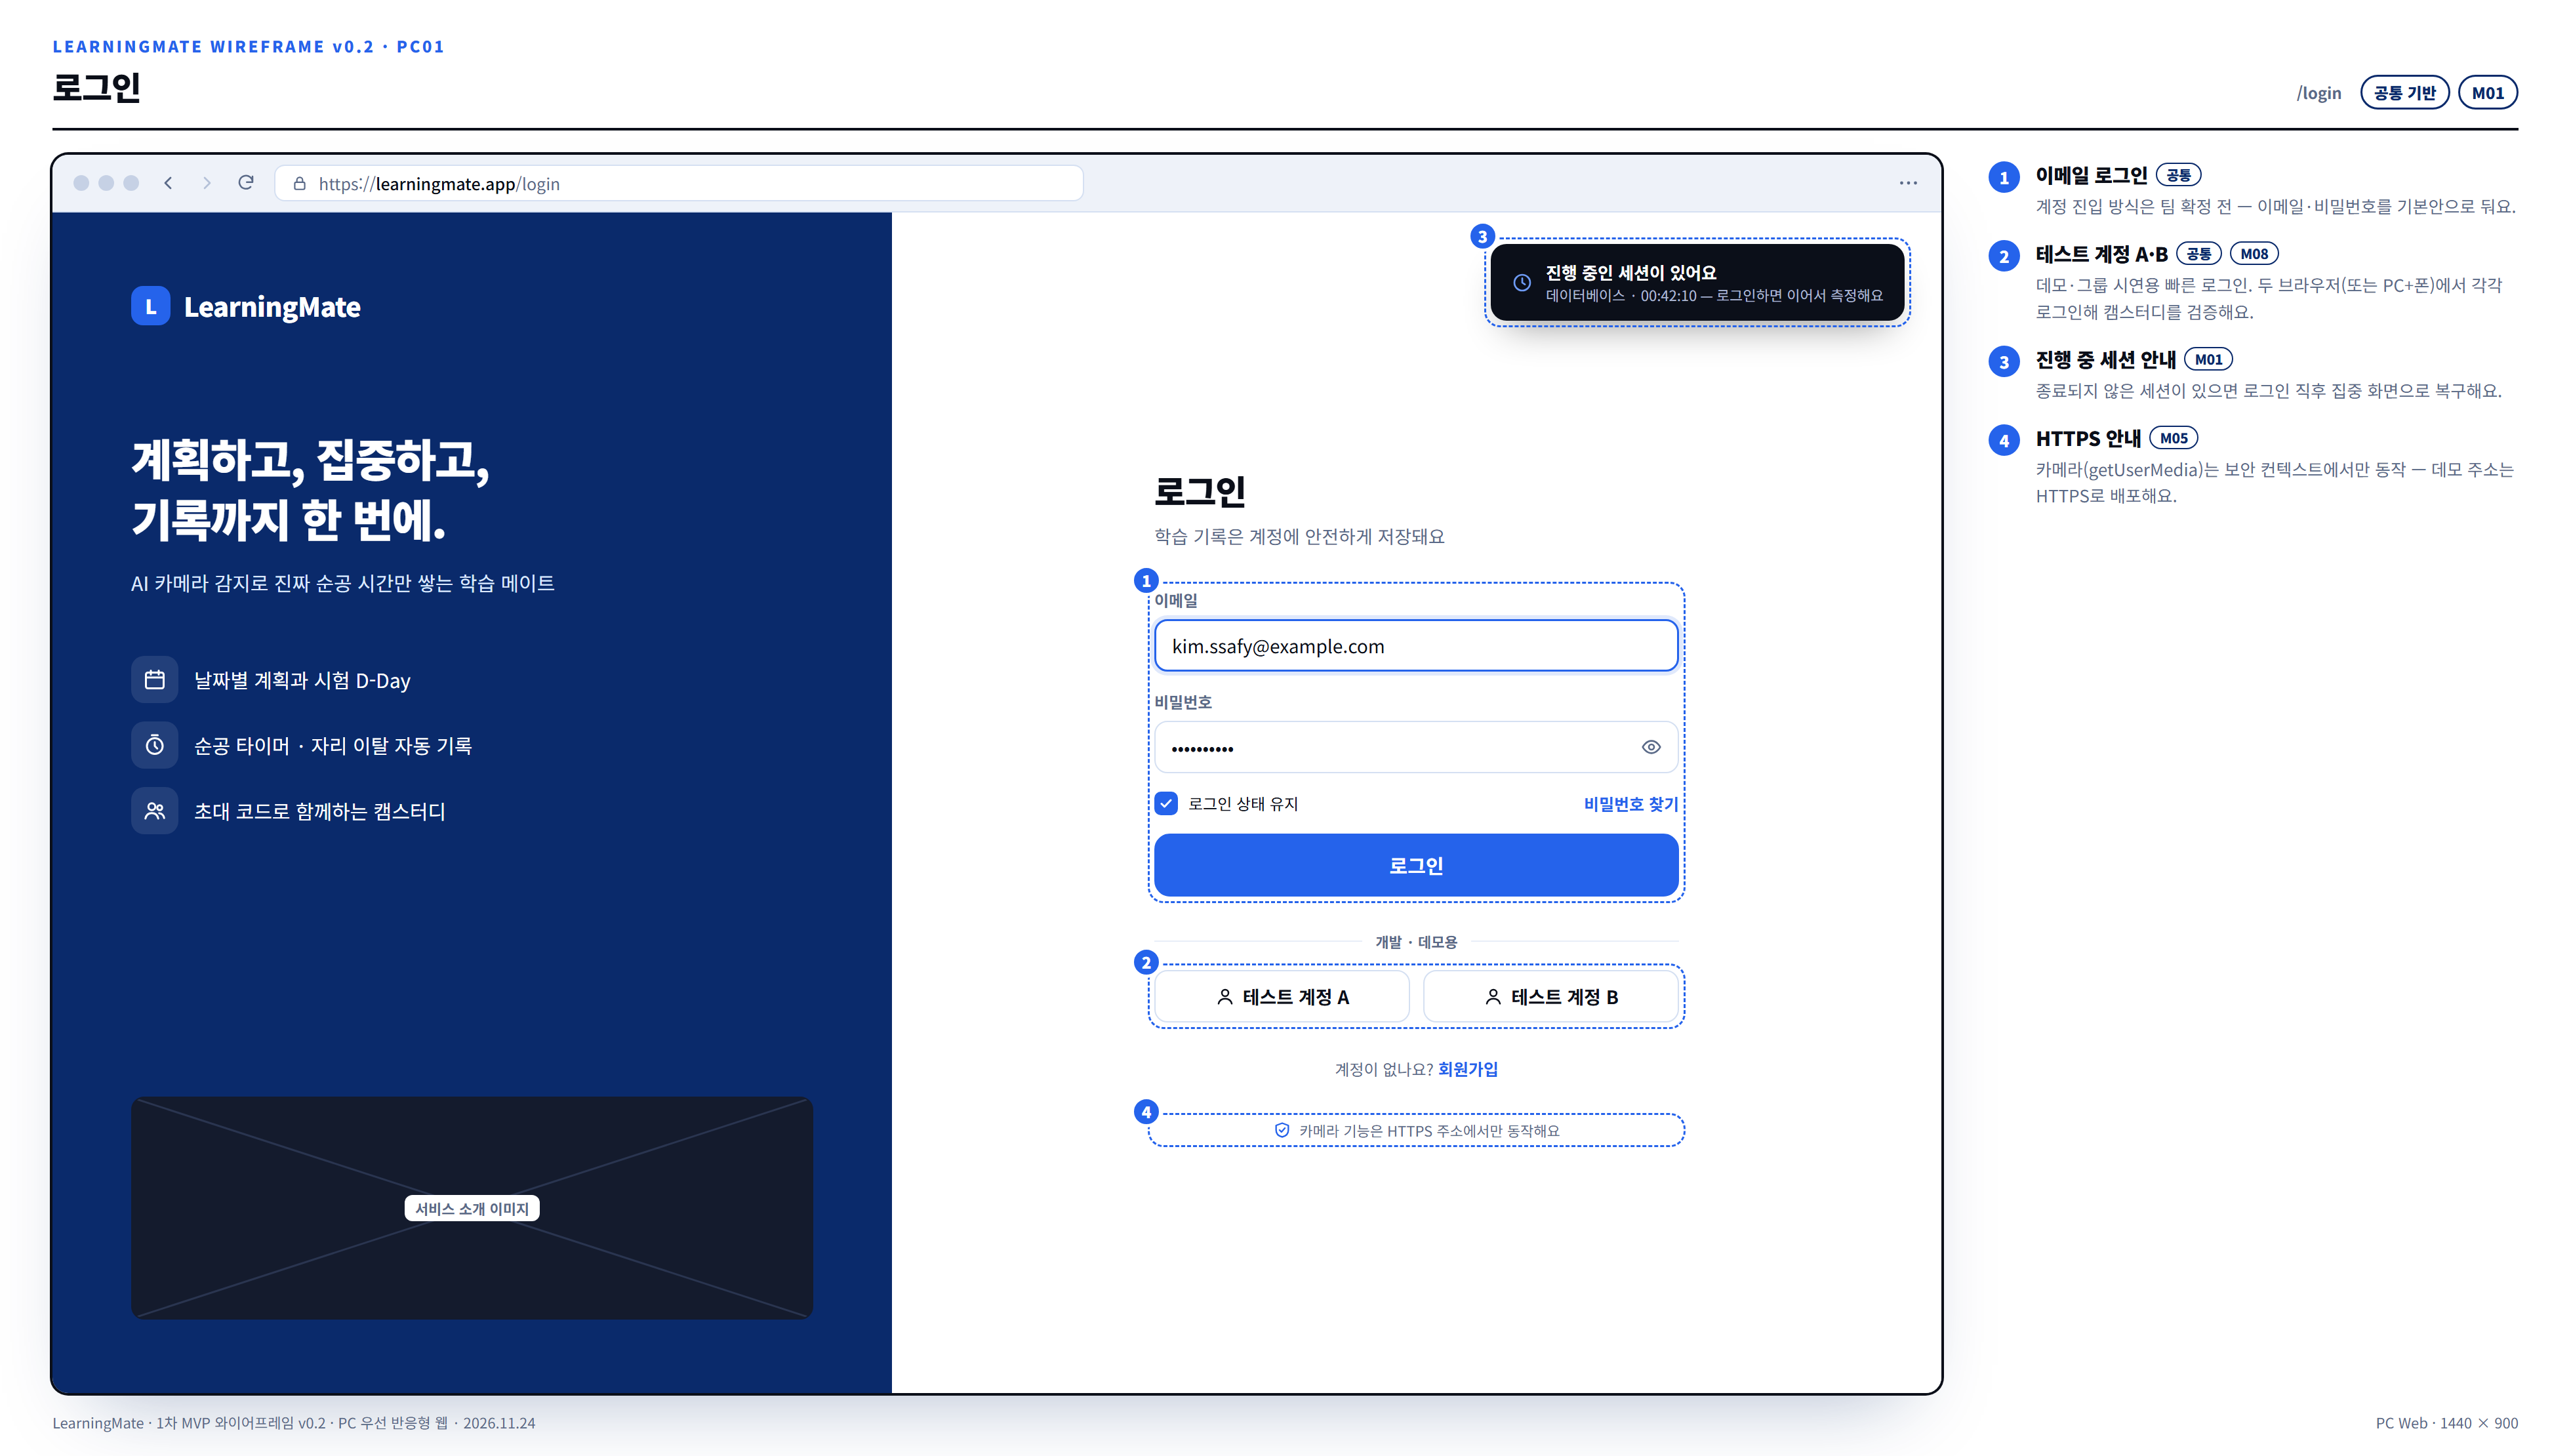 LEARNINGMATE WIREFRAME v0.2 · PC01
로그인
/login 공통 기반 M01
https://learningmate.app/login
L LearningMate
계획하고, 집중하고,
기록까지 한 번에.
AI 카메라 감지로 진짜 순공 시간만 쌓는 학습 메이트
날짜별 계획과 시험 D-Day
순공 타이머 · 자리 이탈 자동 기록
초대 코드로 함께하는 캠스터디
서비스 소개 이미지
3
진행 중인 세션이 있어요
데이터베이스 · 00:42:10 — 로그인하면 이어서 측정해요
로그인
학습 기록은 계정에 안전하게 저장돼요
1
이메일
kim.ssafy@example.com
비밀번호
••••••••••
로그인 상태 유지 비밀번호 찾기
로그인
개발 · 데모용
2
테스트 계정 A 테스트 계정 B
계정이 없나요? 회원가입
4
카메라 기능은 HTTPS 주소에서만 동작해요
1 이메일 로그인 공통
계정 진입 방식은 팀 확정 전 — 이메일·비밀번호를 기본안으로 둬요.
2 테스트 계정 A·B 공통 M08
데모·그룹 시연용 빠른 로그인. 두 브라우저(또는 PC+폰)에서 각각
로그인해 캠스터디를 검증해요.
3 진행 중 세션 안내 M01
종료되지 않은 세션이 있으면 로그인 직후 집중 화면으로 복구해요.
4 HTTPS 안내 M05
카메라(getUserMedia)는 보안 컨텍스트에서만 동작 — 데모 주소는
HTTPS로 배포해요.
LearningMate · 1차 MVP 와이어프레임 v0.2 · PC 우선 반응형 웹 · 2026.11.24
PC Web · 1440 × 900